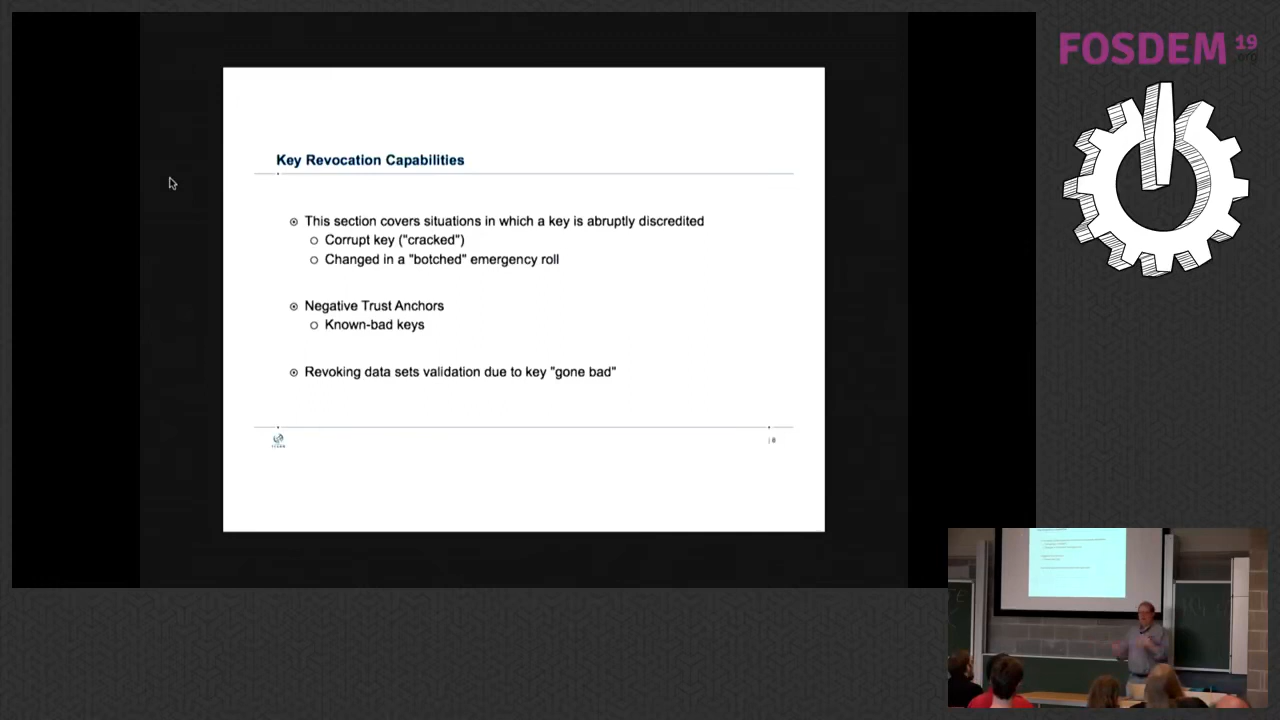 FOSDEM 19
.org
Key Revocation Capabilities
This section covers situations in which a key is abruptly discredited
Corrupt key ("cracked")
Changed in a "botched" emergency roll
Negative Trust Anchors
Known-bad keys
Revoking data sets validation due to key "gone bad"
ICANN